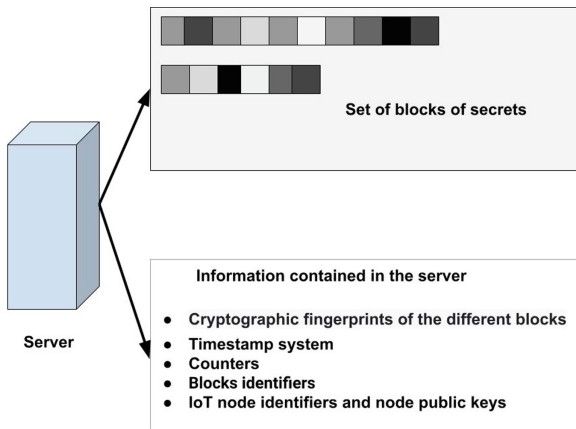 Set of blocks of secrets
Server
Information contained in the server
● Cryptographic fingerprints of the different blocks
● Timestamp system
● Counters
● Blocks identifiers
● IoT node identifiers and node public keys